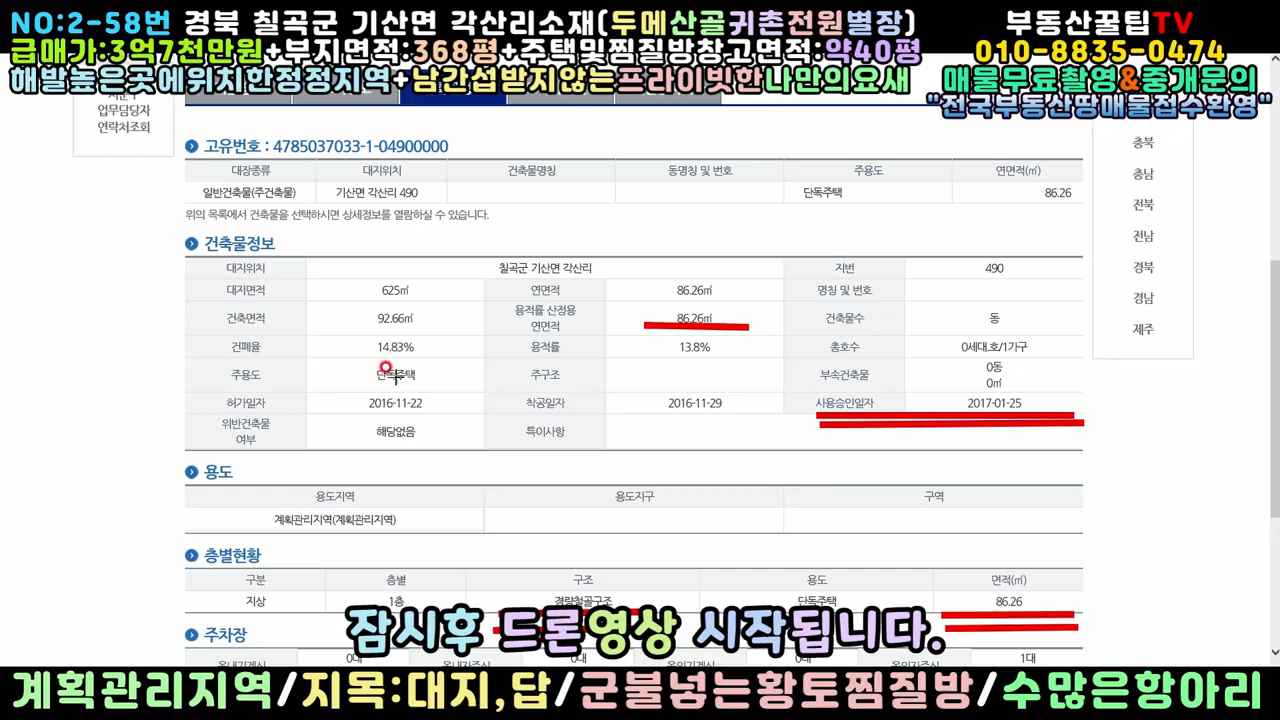 NO:2-58번 경북 칠곡군 기산면 각산리소재(두메산골귀촌전원별장)
부동산꿀팁TV
급매가:3억7천만원+부지면적:368평+주택및찜질방창고면적:약40평
010-8835-0474
해발높은곳에위치한청정지역+남간섭받지않는프라이빗한나만의요새
매물무료촬영&중개문의
"전국부동산땅매물접수환영"
업무담당자
연락처조회
충북
충남
전북
전남
경북
경남
제주
고유번호 : 4785037033-1-04900000
대장종류 대지위치 건축물명칭 동명칭 및 번호 주용도 연면적(㎡)
일반건축물(주건축물) 기산면 각산리 490 단독주택 86.26
위의 목록에서 건축물을 선택하시면 상세정보를 열람하실 수 있습니다.
건축물정보
대지위치 칠곡군 기산면 각산리 지번 490
대지면적 625㎡ 연면적 86.26㎡ 명칭 및 번호
건축면적 92.66㎡ 용적률 산정용 연면적 86.26㎡ 건축물수 동
건폐율 14.83% 용적률 13.8% 총호수 0세대.호/1가구
주용도 단독주택 주구조 부속건축물 0동 0㎡
허가일자 2016-11-22 착공일자 2016-11-29 사용승인일자 2017-01-25
위반건축물 여부 해당없음 특이사항
용도
용도지역 용도지구 구역
계획관리지역(계획관리지역)
층별현황
구분 층별 구조 용도 면적(㎡)
지상 1층 경량철골구조 단독주택 86.26
잠시후 드론영상 시작됩니다.
주차장
0대 0대 0대 1대
계획관리지역/지목:대지,답/군불넣는황토찜질방/수많은항아리